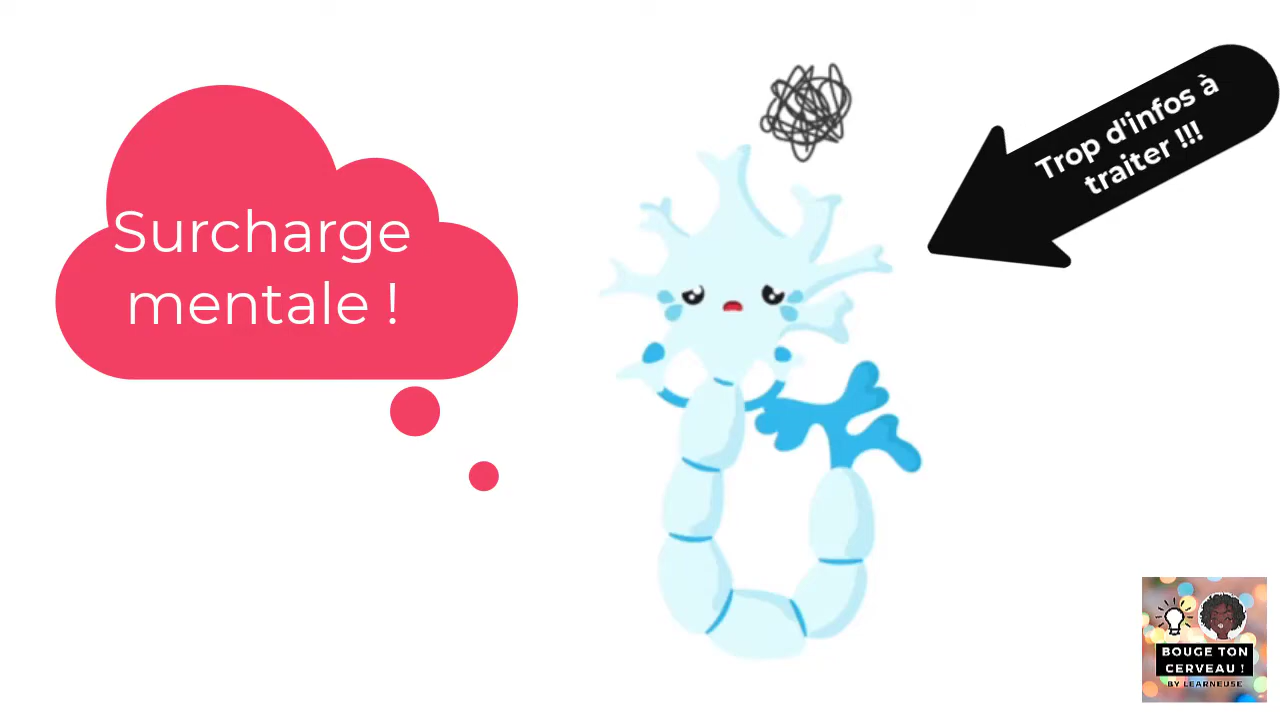 Surcharge
mentale !
Trop d'infos à
traiter !!!
BOUGE TON
CERVEAU !
BY LEARNEUSE